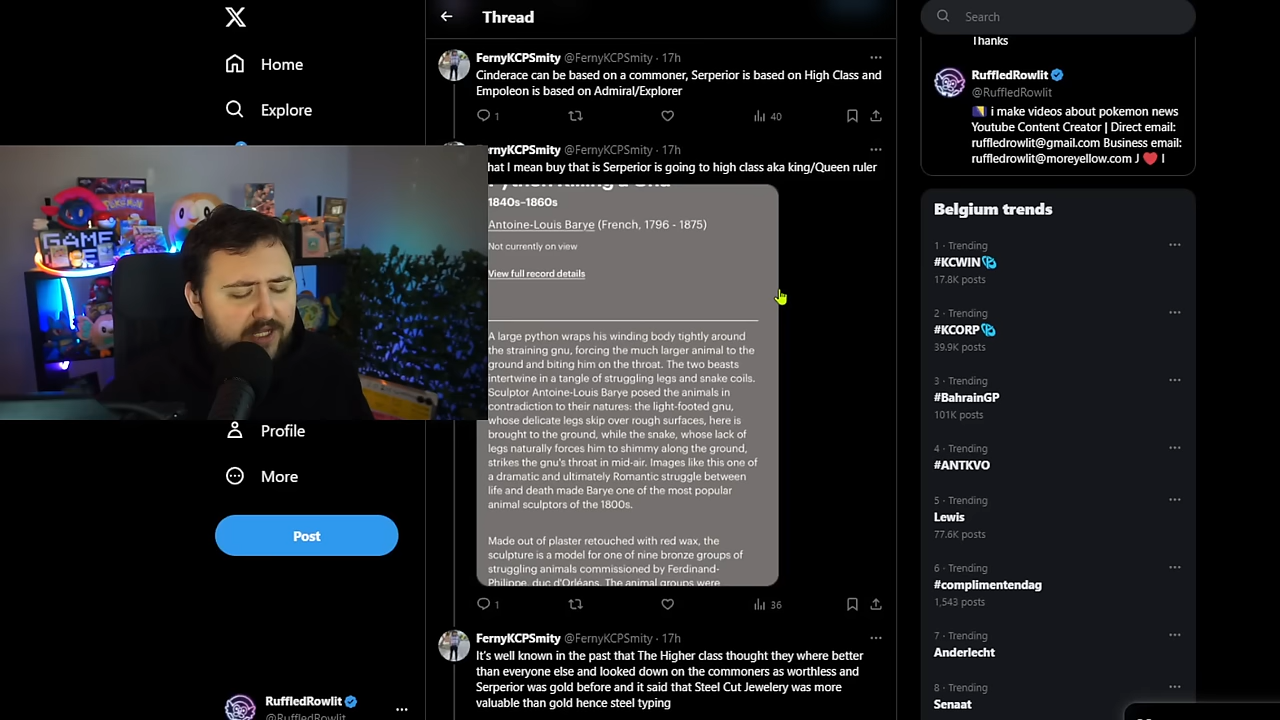 Home
Explore
Profile
More
Post
RuffledRowlit
@RuffledRowlit
Thread
FernyKCPSmity @FernyKCPSmity · 17h
Cinderace can be based on a commoner, Serperior is based on High Class and
Empoleon is based on Admiral/Explorer
1
40
FernyKCPSmity @FernyKCPSmity · 17h
hat I mean buy that is Serperior is going to high class aka king/Queen ruler
1840s-1860s
Antoine-Louis Barye (French, 1796 - 1875)
Not currently on view
View full record details
A large python wraps his winding body tightly around
the straining gnu, forcing the much larger animal to the
ground and biting him on the throat. The two beasts
intertwine in a tangle of struggling legs and snake coils.
Sculptor Antoine-Louis Barye posed the animals in
contradiction to their natures: the light-footed gnu,
whose delicate legs skip over rough surfaces, here is
brought to the ground, while the snake, whose lack of
legs naturally forces him to shimmy along the ground,
strikes the gnu's throat in mid-air. Images like this one of
a dramatic and ultimately Romantic struggle between
life and death made Barye one of the most popular
animal sculptors of the 1800s.
Made out of plaster retouched with red wax, the
sculpture is a model for one of nine bronze groups of
struggling animals commissioned by Ferdinand-
Philippe, duc d'Orléans. The animal groups were
1
36
FernyKCPSmity @FernyKCPSmity · 17h
It's well known in the past that The Higher class thought they where better
than everyone else and looked down on the commoners as worthless and
Serperior was gold before and it said that Steel Cut Jewelery was more
valuable than gold hence steel typing
Search
Thanks
RuffledRowlit
@RuffledRowlit
i make videos about pokemon news
Youtube Content Creator | Direct email:
ruffledrowlit@gmail.com Business email:
ruffledrowlit@moreyellow.com J ❤️ I
Belgium trends
1 · Trending
#KCWIN
17.8K posts
2 · Trending
#KCORP
39.9K posts
3 · Trending
#BahrainGP
101K posts
4 · Trending
#ANTKVO
5 · Trending
Lewis
77.6K posts
6 · Trending
#complimentendag
1,543 posts
7 · Trending
Anderlecht
8 · Trending
Senaat